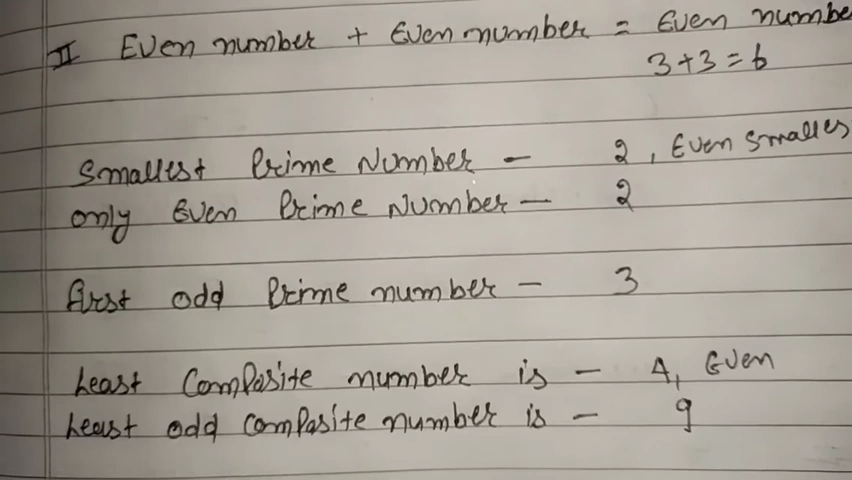 II Even number + Even number = Even numbe
3+3=6
Smallest Prime Number - 2, Even smalles
only Even Prime Number - 2
first odd Prime number - 3
Least Composite number is - 4, Even
Least odd composite number is - 9